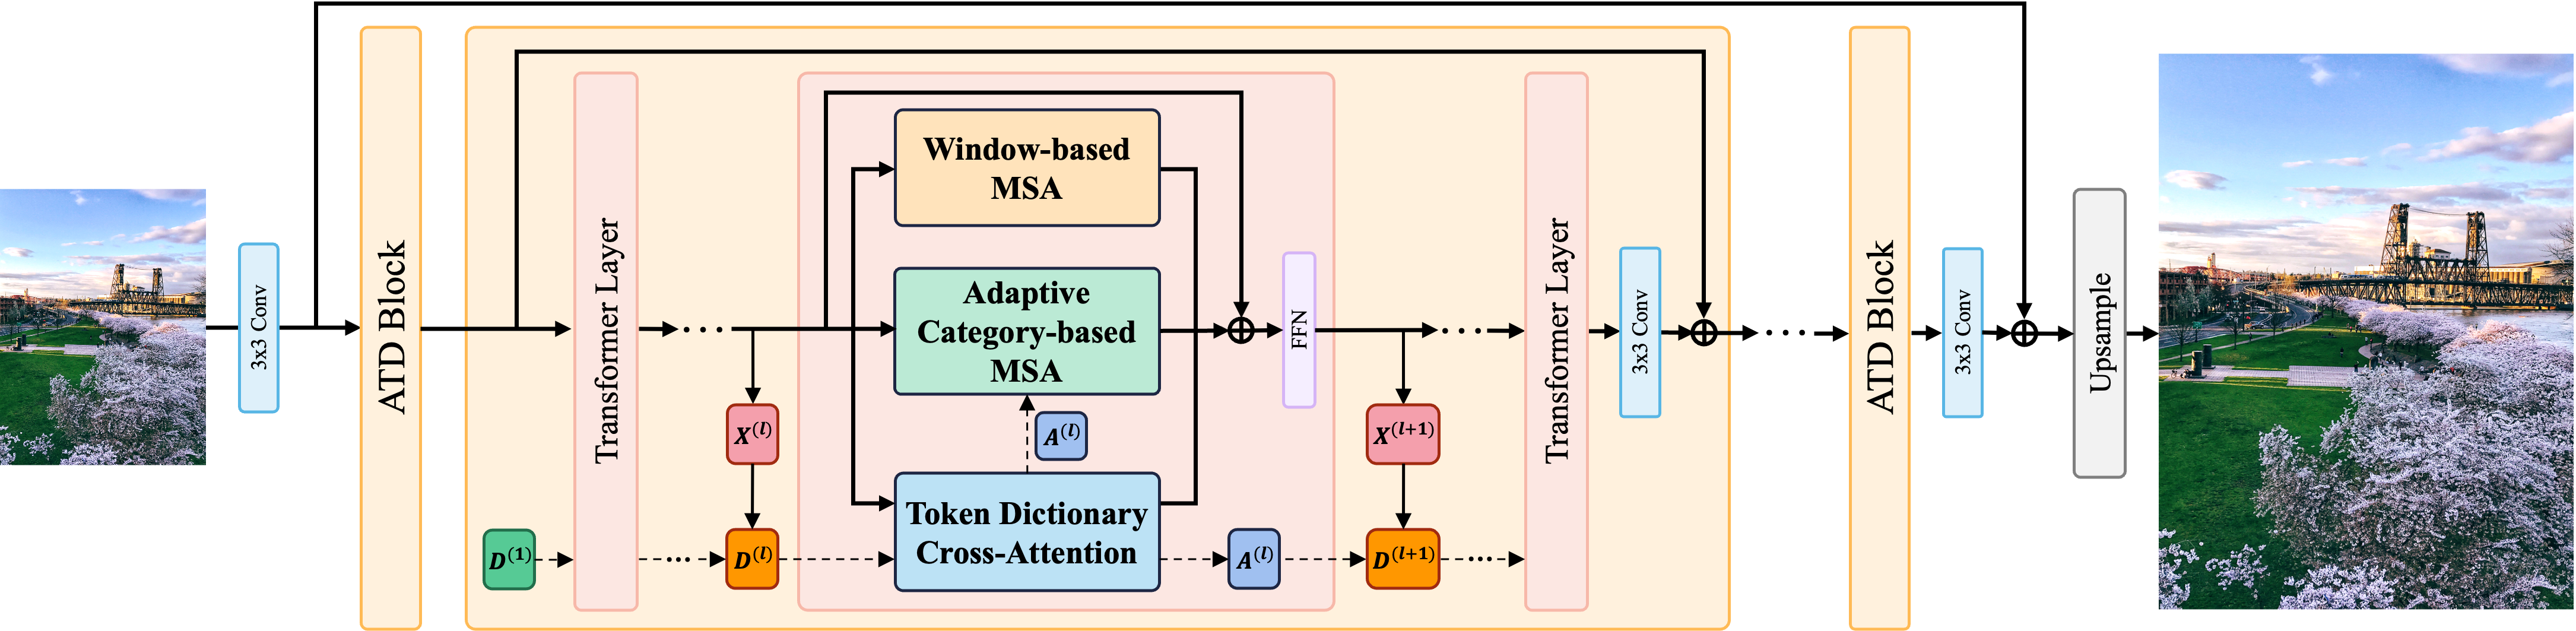 3x3 Conv
ATD Block
D⁽¹⁾
Transformer Layer
...
...
X⁽ˡ⁾
D⁽ˡ⁾
Window-based
MSA
Adaptive
Category-based
MSA
A⁽ˡ⁾
Token Dictionary
Cross-Attention
A⁽ˡ⁾
FFN
X⁽ˡ⁺¹⁾
D⁽ˡ⁺¹⁾
...
...
Transformer Layer
3x3 Conv
...
ATD Block
3x3 Conv
Upsample